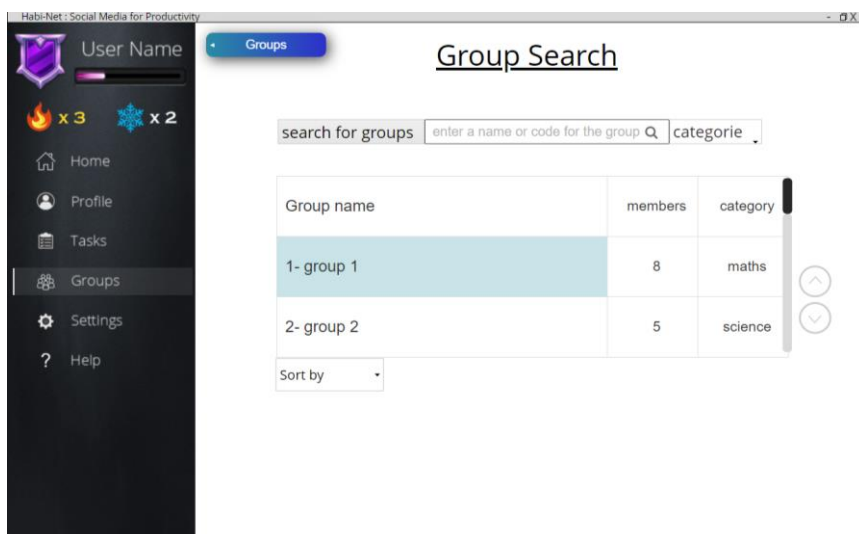 Habi-Net : Social Media for Productivity - X
User Name
x 3 x 2
Home
Profile
Tasks
Groups
Settings
? Help
Groups
Group Search
search for groups enter a name or code for the group categorie
Group name members category
1- group 1 8 maths
2- group 2 5 science
Sort by